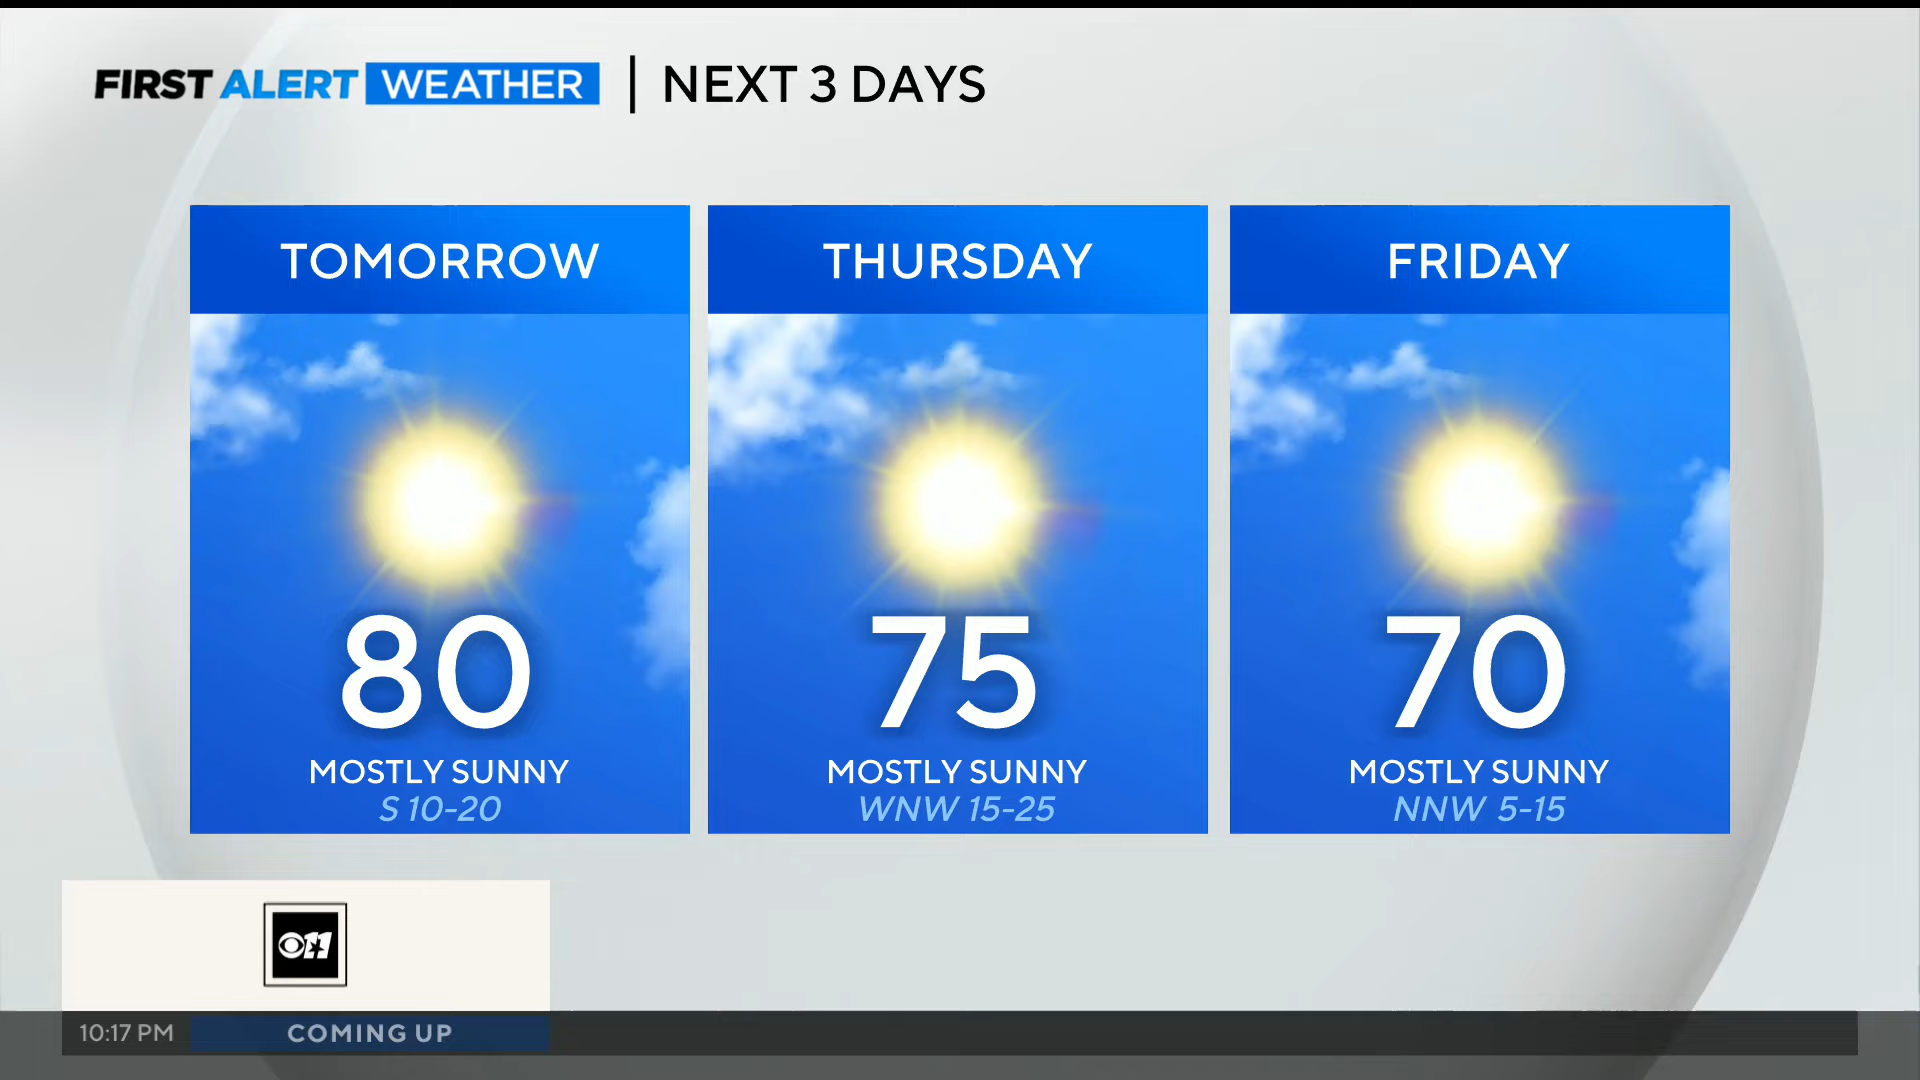 FIRST ALERT WEATHER | NEXT 3 DAYS
TOMORROW
80
MOSTLY SUNNY
S 10-20
THURSDAY
75
MOSTLY SUNNY
WNW 15-25
FRIDAY
70
MOSTLY SUNNY
NNW 5-15
11
10:17 PM
COMING UP